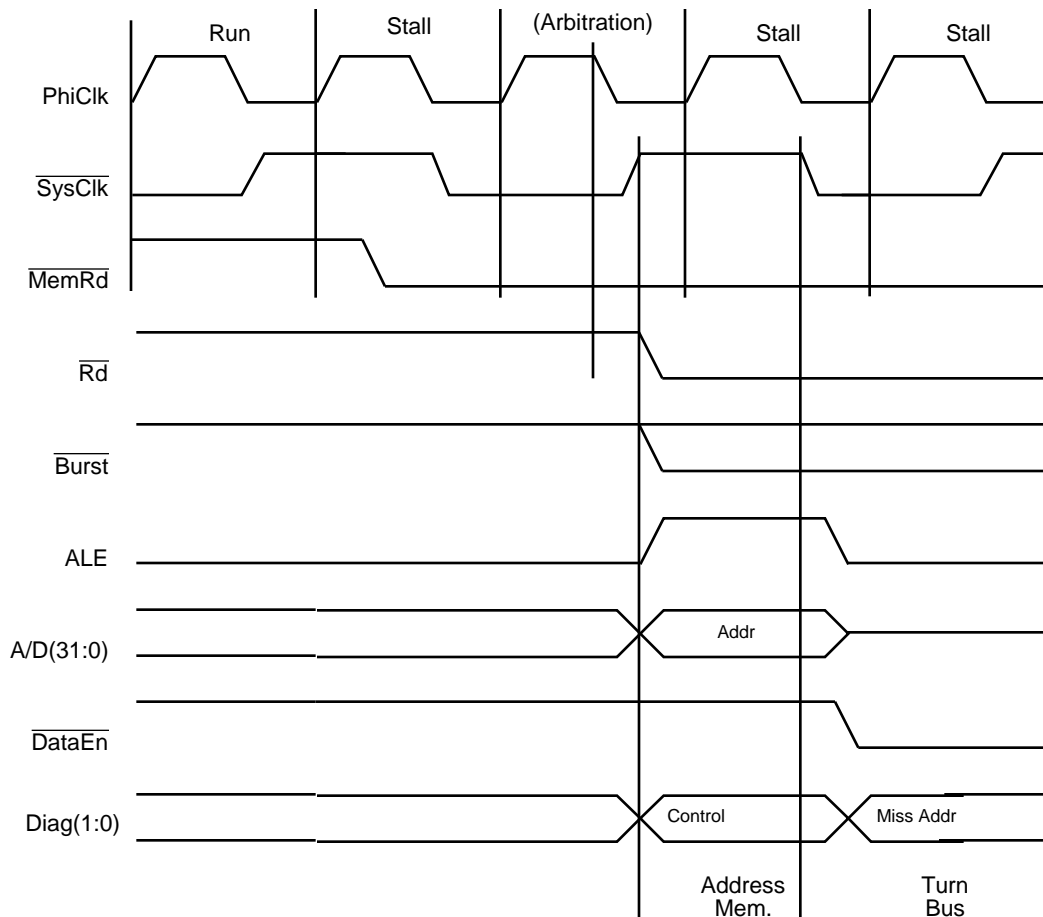 Run
Stall
(Arbitration)
Stall
Stall
PhiClk
SysClk
MemRd
Rd
Burst
ALE
A/D(31:0)
Addr
DataEn
Diag(1:0)
Control
Miss Addr
Address
Mem.
Turn
Bus